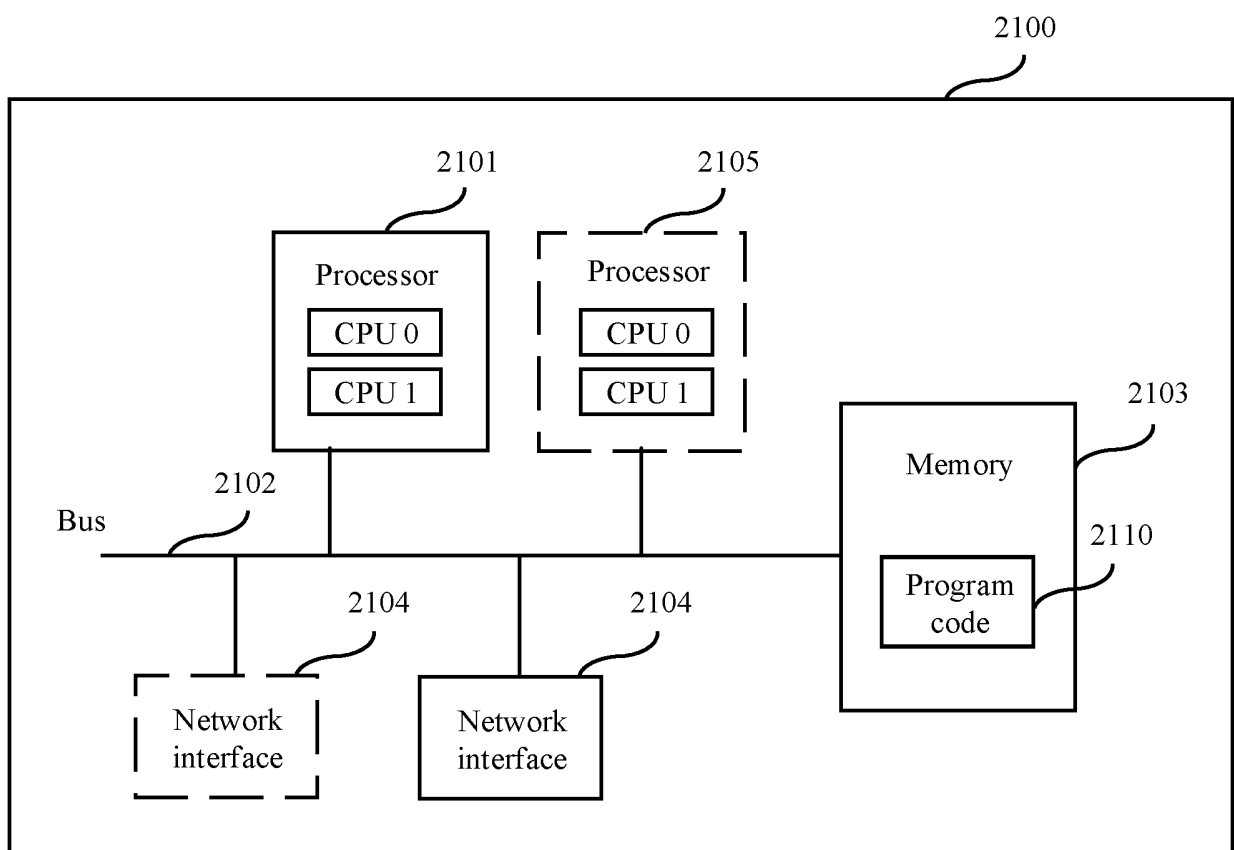 2100
2101
2105
Processor
CPU 0
CPU 1
Processor
CPU 0
CPU 1
2103
Memory
2102
Bus
2110
Program
code
2104
2104
Network
interface
Network
interface